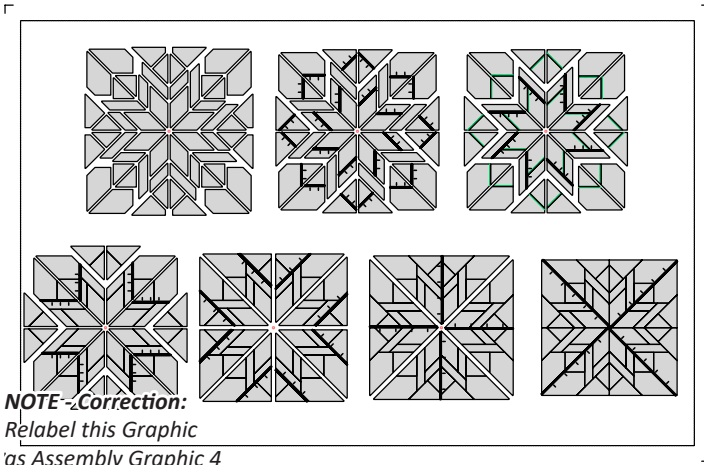 NOTE - Correction:
Relabel this Graphic
as Assembly Graphic 4